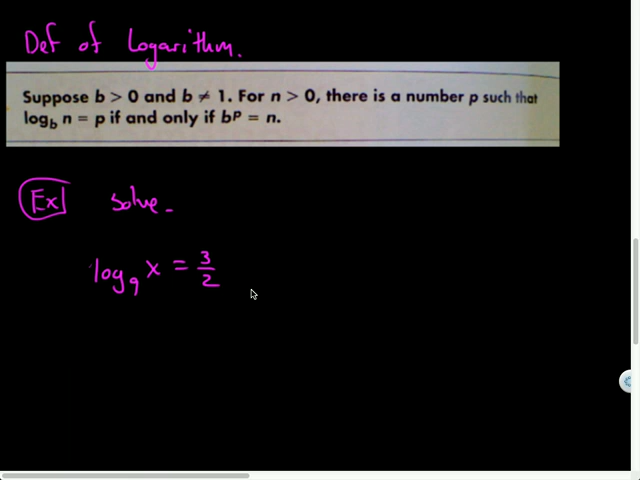 Def of Logarithm.
Suppose b > 0 and b ≠ 1. For n > 0, there is a number p such that
log_b n = p if and only if b^p = n.
Ex solve.
log_9 x = 3/2